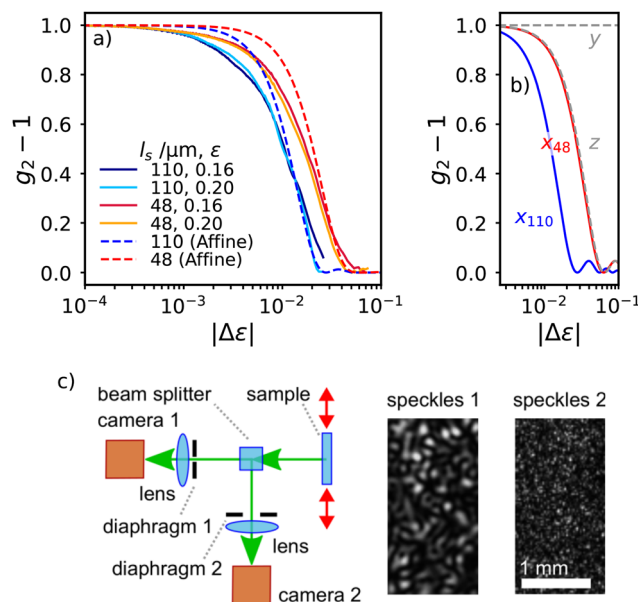 a)
1.0
0.8
0.6
0.4
0.2
0.0
g₂ − 1
lₛ /μm, ε
110, 0.16
110, 0.20
48, 0.16
48, 0.20
110 (Affine)
48 (Affine)
10⁻⁴
10⁻³
10⁻²
10⁻¹
|Δε|
b)
1.0
0.8
0.6
0.4
0.2
0.0
g₂ − 1
y
x₄₈
z
x₁₁₀
10⁻²
10⁻¹
|Δε|
c)
beam splitter
sample
camera 1
lens
diaphragm 1
diaphragm 2
lens
camera 2
speckles 1
speckles 2
1 mm